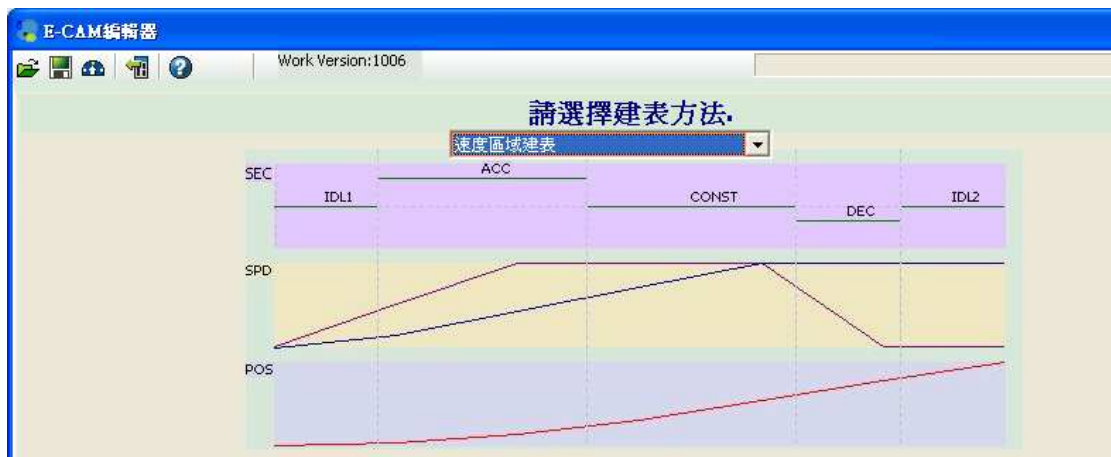 E-CAM編輯器
Work Version:1006
請選擇建表方法.
速度區域建表
SEC
ACC
IDL1
CONST
IDL2
DEC
SPD
POS